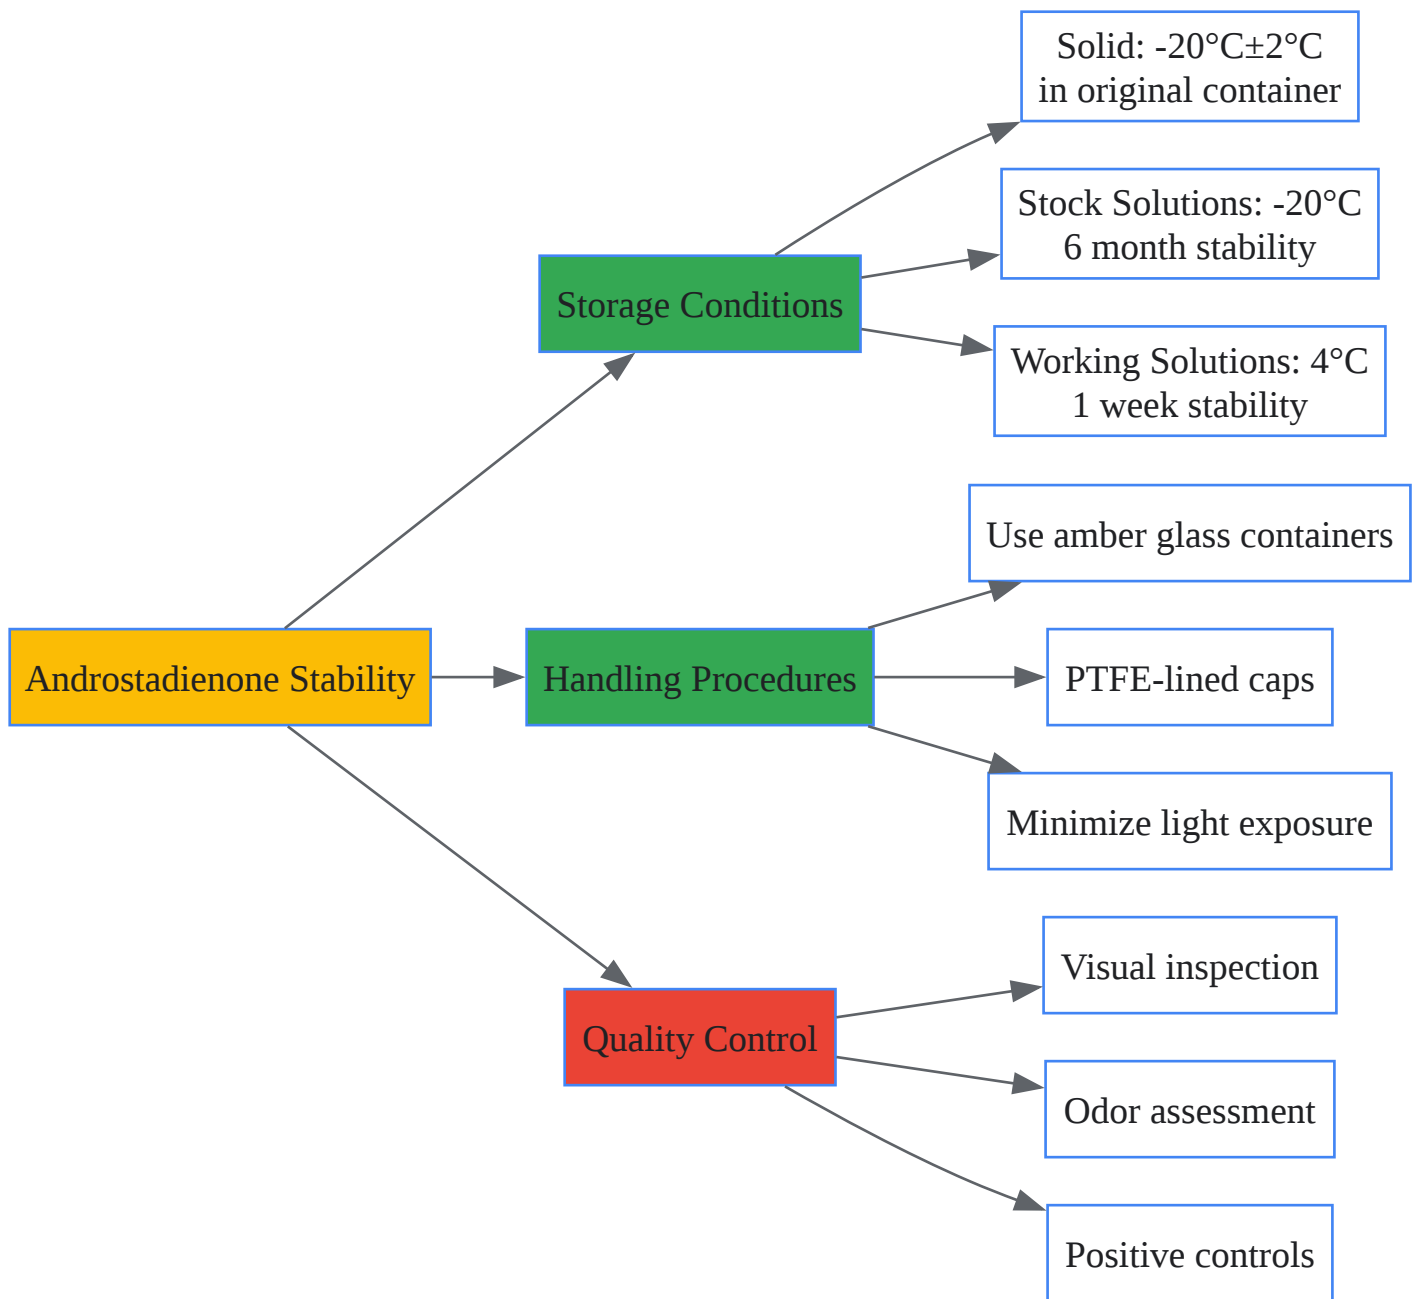 Solid: -20°C±2°C
in original container
Stock Solutions: -20°C
6 month stability
Storage Conditions
Working Solutions: 4°C
1 week stability
Use amber glass containers
Androstadienone Stability
Handling Procedures
PTFE-lined caps
Minimize light exposure
Visual inspection
Quality Control
Odor assessment
Positive controls